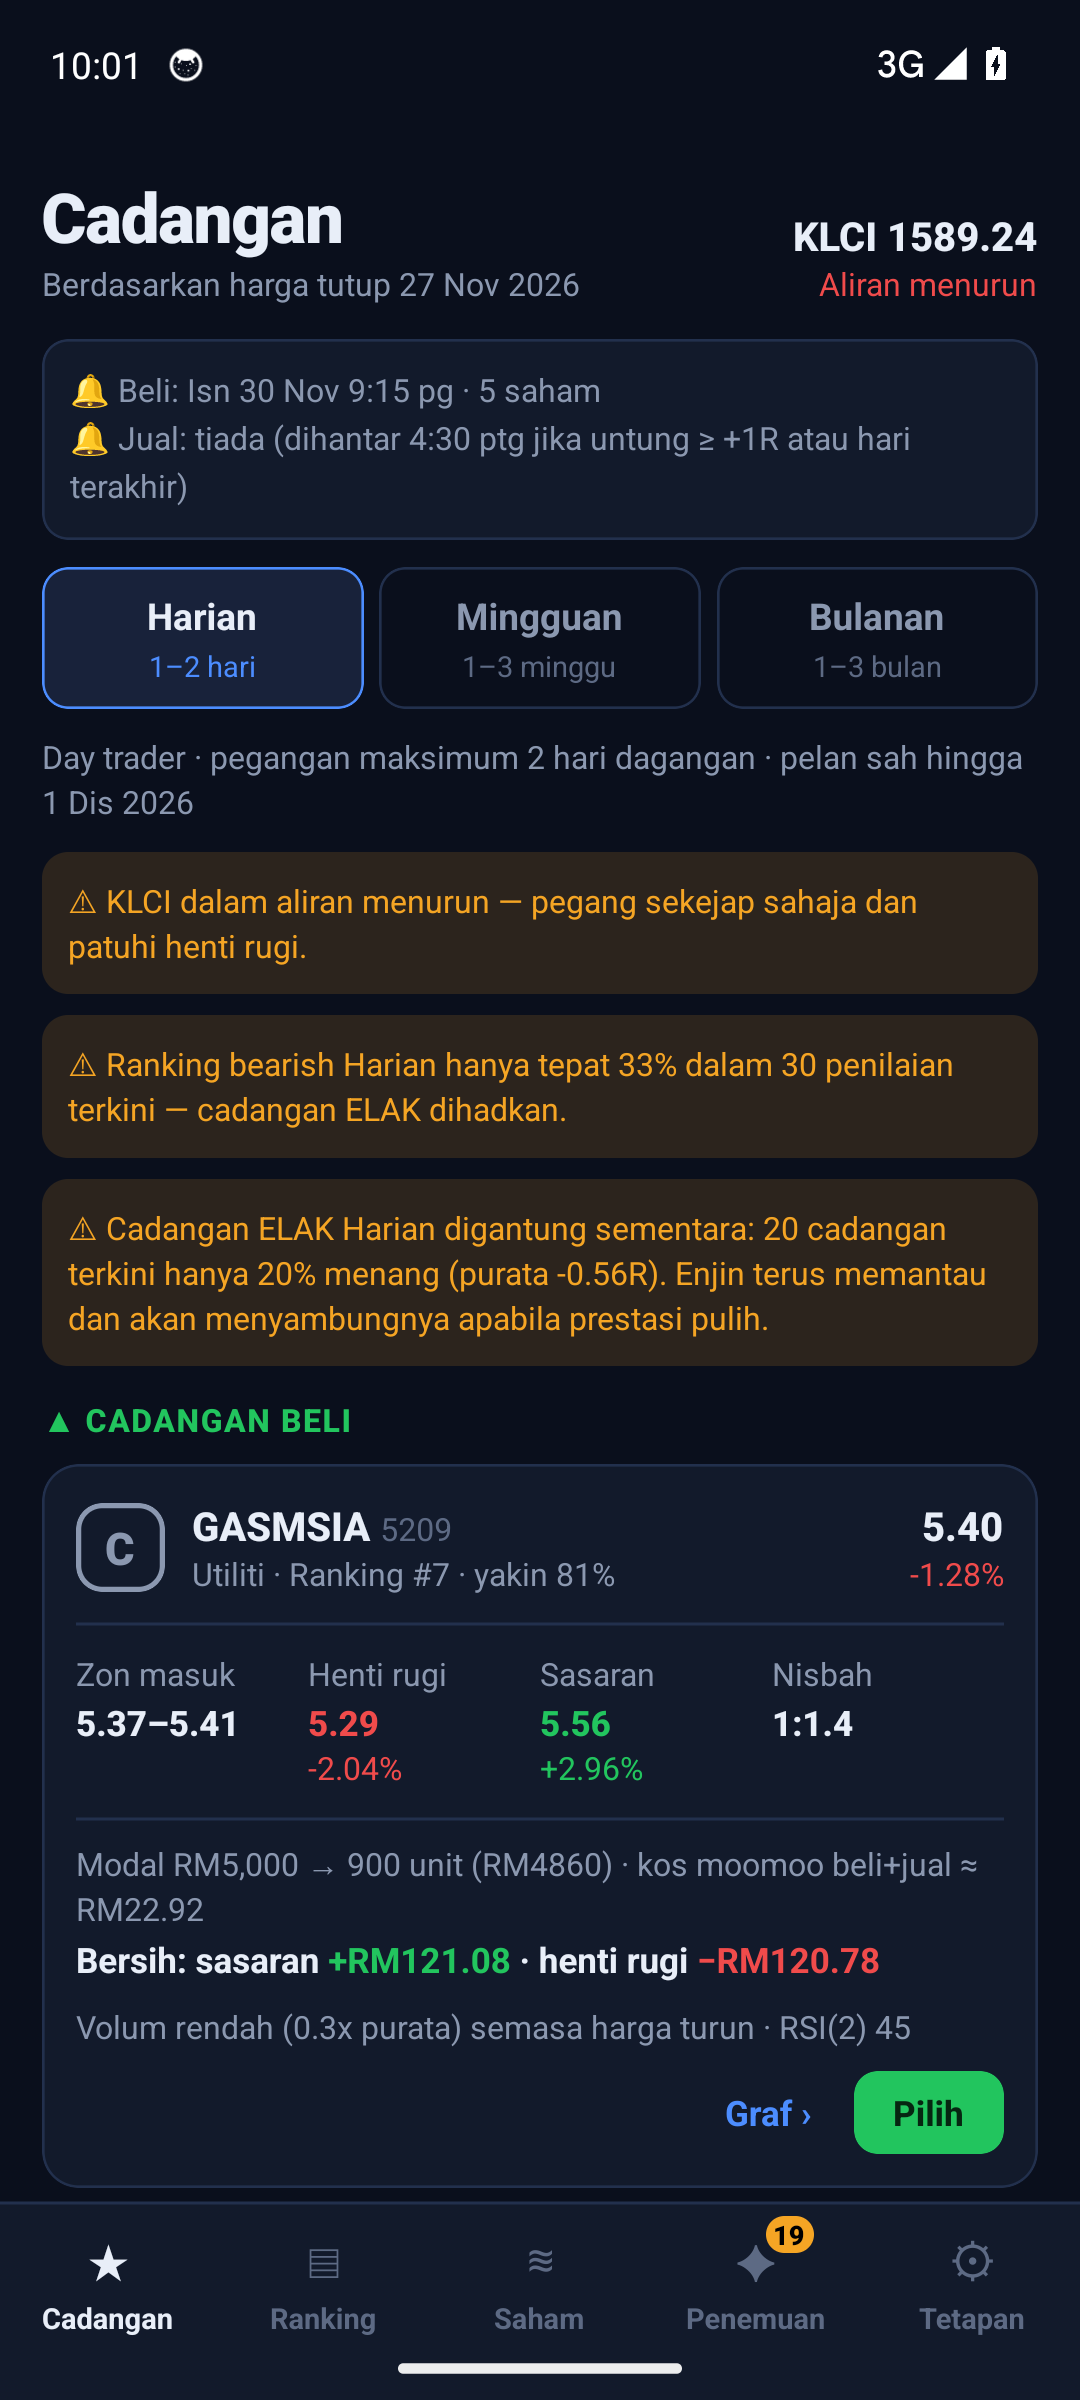 10:01
3G
Cadangan
KLCI 1589.24
Berdasarkan harga tutup 27 Nov 2026
Aliran menurun
🔔 Beli: Isn 30 Nov 9:15 pg · 5 saham
🔔 Jual: tiada (dihantar 4:30 ptg jika untung ≥ +1R atau hari
terakhir)
Harian
1–2 hari
Mingguan
1–3 minggu
Bulanan
1–3 bulan
Day trader · pegangan maksimum 2 hari dagangan · pelan sah hingga
1 Dis 2026
⚠ KLCI dalam aliran menurun — pegang sekejap sahaja dan
patuhi henti rugi.
⚠ Ranking bearish Harian hanya tepat 33% dalam 30 penilaian
terkini — cadangan ELAK dihadkan.
⚠ Cadangan ELAK Harian digantung sementara: 20 cadangan
terkini hanya 20% menang (purata -0.56R). Enjin terus memantau
dan akan menyambungnya apabila prestasi pulih.
▲ CADANGAN BELI
C
GASMSIA 5209
5.40
Utiliti · Ranking #7 · yakin 81%
-1.28%
Zon masuk
5.37–5.41
Henti rugi
5.29
-2.04%
Sasaran
5.56
+2.96%
Nisbah
1:1.4
Modal RM5,000 → 900 unit (RM4860) · kos moomoo beli+jual ≈
RM22.92
Bersih: sasaran +RM121.08 · henti rugi −RM120.78
Volum rendah (0.3x purata) semasa harga turun · RSI(2) 45
Graf ›
Pilih
19
Cadangan
Ranking
Saham
Penemuan
Tetapan